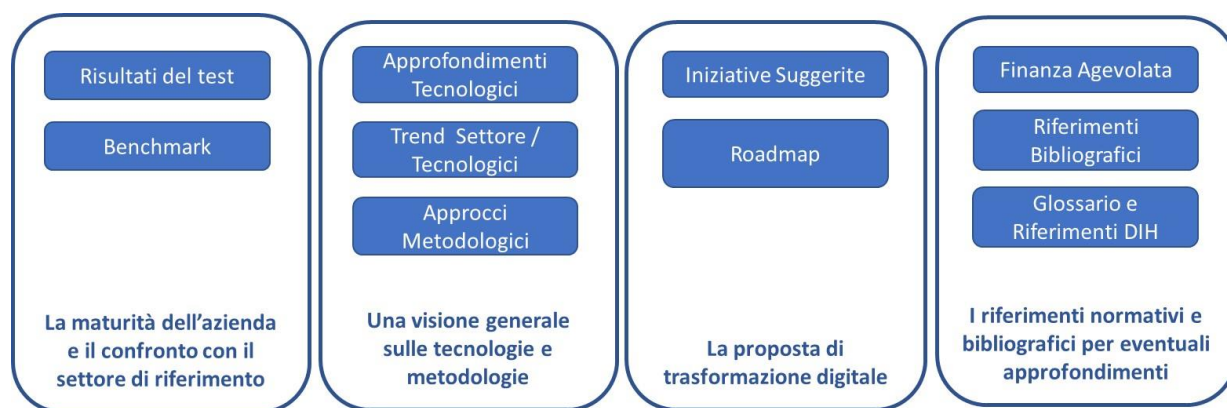 Risultati del test
Benchmark
La maturità dell’azienda
e il confronto con il
settore di riferimento
Approfondimenti
Tecnologici
Trend Settore /
Tecnologici
Approcci
Metodologici
Una visione generale
sulle tecnologie e
metodologie
Iniziative Suggerite
Roadmap
La proposta di
trasformazione digitale
Finanza Agevolata
Riferimenti
Bibliografici
Glossario e
Riferimenti DIH
I riferimenti normativi e
bibliografici per eventuali
approfondimenti